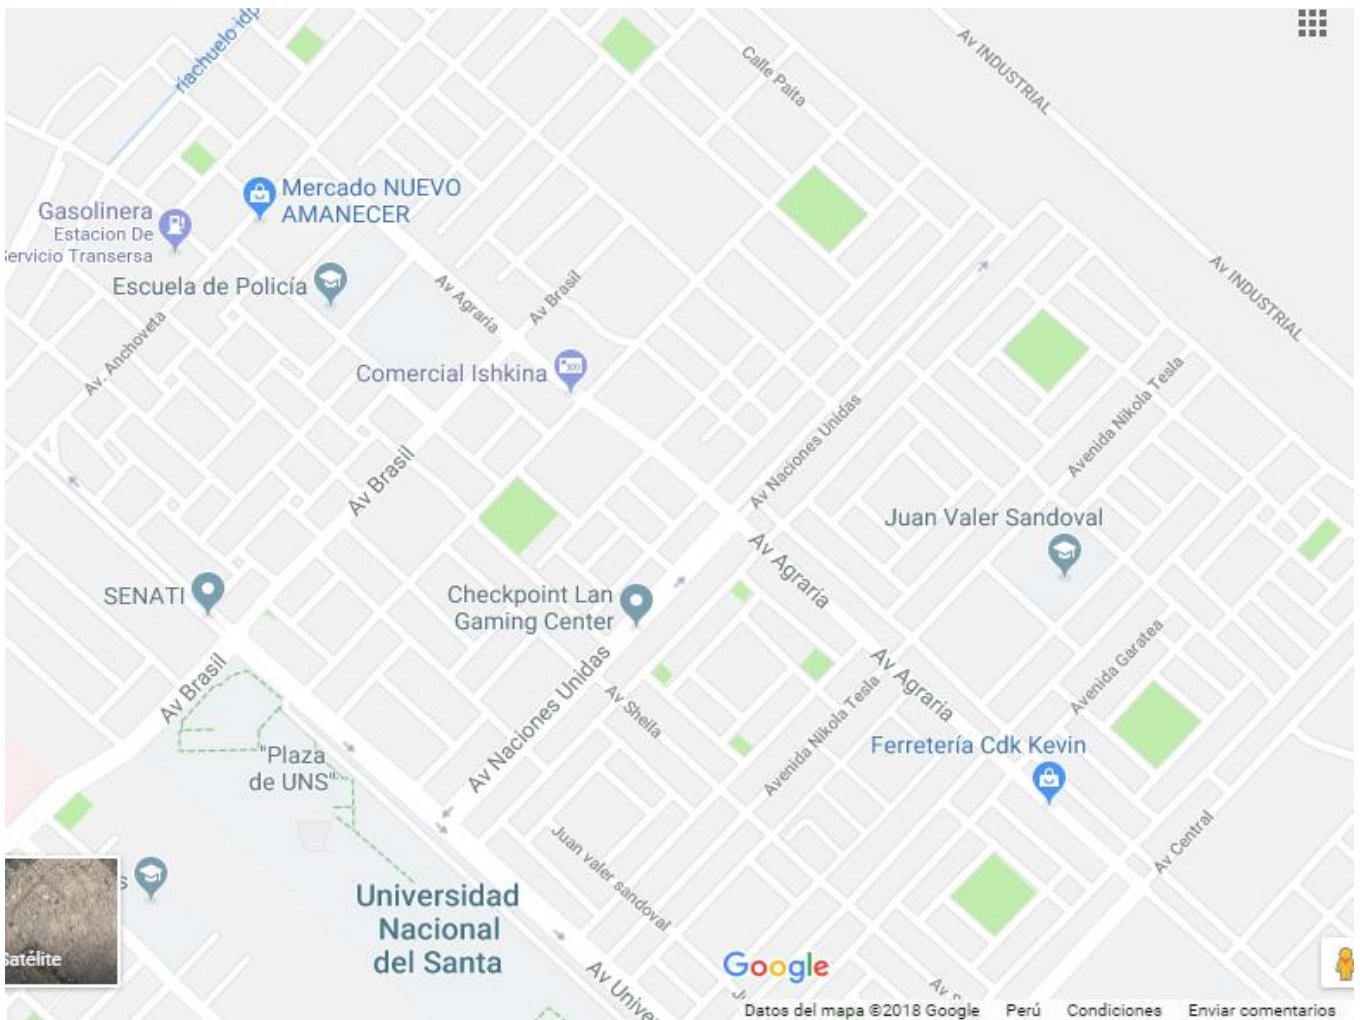 riachuelo
Calle Paita
Av INDUSTRIAL
Mercado NUEVO
AMANECER
Gasolinera
Estacion De
Servicio Transersa
Av INDUSTRIAL
Escuela de Policía
Av Agraria
Av Brasil
Av. Anchoveta
Comercial Ishkina
Avenida Nikola Tesla
Av Naciones Unidas
Av Brasil
Juan Valer Sandoval
Av Agraria
SENATI
Checkpoint Lan
Gaming Center
Av Brasil
Av Agraria
Avenida Garatea
Av Sheila
Av Naciones Unidas
Avenida Nikola Tesla
Ferretería Cdk Kevin
"Plaza
de UNS"
Av Central
Juan valer sandoval
Universidad
Nacional
del Santa
Satélite
Google
Av Univer
Av S
Datos del mapa ©2018 Google Perú Condiciones Enviar comentarios